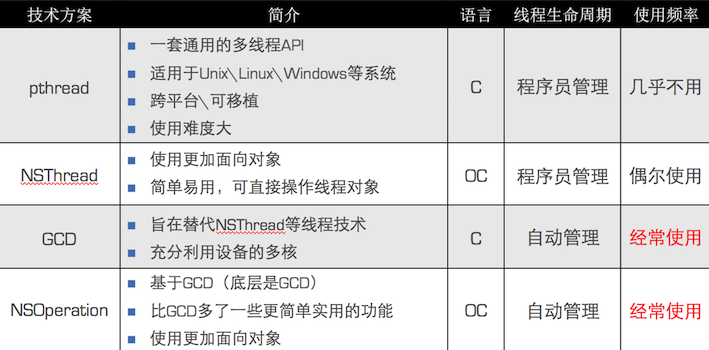 技术方案 简介 语言 线程生命周期 使用频率
pthread
一套通用的多线程API
适用于Unix\Linux\Windows等系统
跨平台\可移植
使用难度大
C 程序员管理 几乎不用
NSThread
使用更加面向对象
简单易用，可直接操作线程对象
OC 程序员管理 偶尔使用
GCD
旨在替代NSThread等线程技术
充分利用设备的多核
C 自动管理 经常使用
NSOperation
基于GCD（底层是GCD）
比GCD多了一些更简单实用的功能
使用更加面向对象
OC 自动管理 经常使用